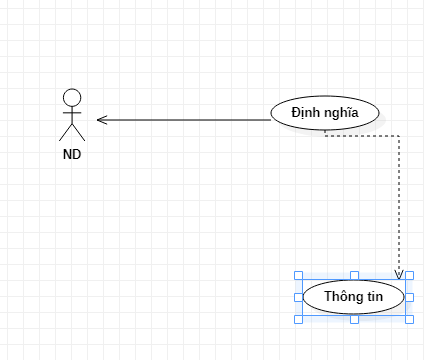 Định nghĩa
ND
Thông tin